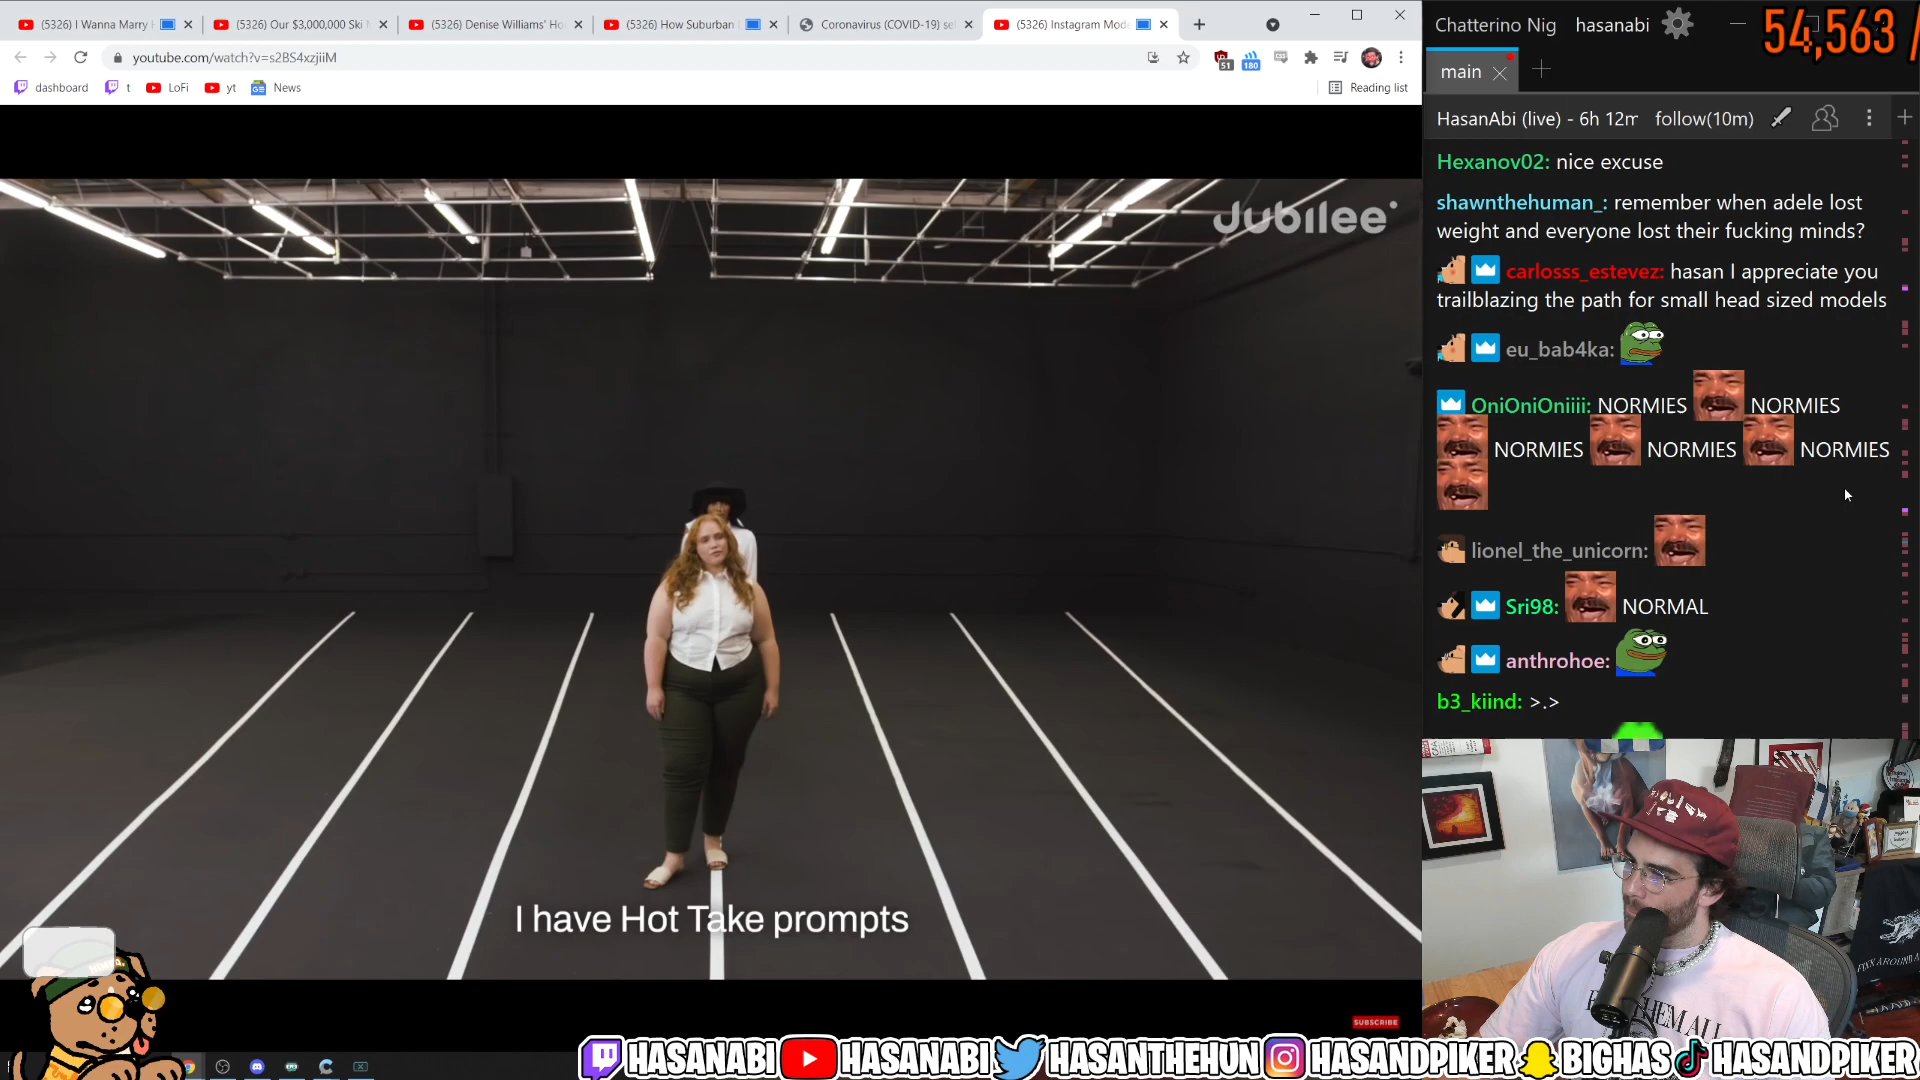 (5326) I Wanna Marry
(5326) Our $3,000,000 Ski
(5326) Denise Williams' Ho
(5326) How Suburban
Coronavirus (COVID-19) se
(5326) Instagram Mod
youtube.com/watch?v=s2BS4xzjiiM
51
180
dashboard
t
LoFi
yt
News
Reading list
Jubilee
I have Hot Take prompts
SUBSCRIBE
Chatterino Nig
hasanabi
54,563 /
main
HasanAbi (live) - 6h 12m
follow(10m)
Hexanov02: nice excuse
shawnthehuman_: remember when adele lost
weight and everyone lost their fucking minds?
carlosss_estevez: hasan I appreciate you
trailblazing the path for small head sized models
eu_bab4ka:
OniOniOniiii: NORMIES NORMIES
NORMIES NORMIES NORMIES
lionel_the_unicorn:
Sri98: NORMAL
anthrohoe:
b3_kiind: >.>
HASANABI HASANABI HASANTHEHUN HASANDPIKER BIGHAS HASANDPIKER